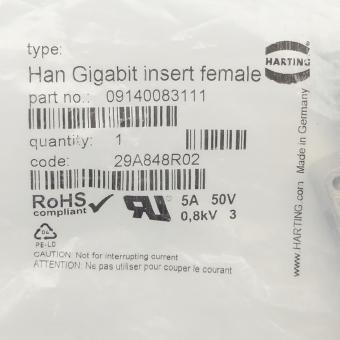 type:
HARTING
Han Gigabit insert female
part no.: 09140083111
quantity: 1
code: 29A848R02
RoHS
compliant
5A 50V
0,8kV 3
04
PE-LD
CAUTION: Not for interrupting current
ATTENTION: Ne pas utiliser pour couper le courant
www.HARTING.com Made in Germany